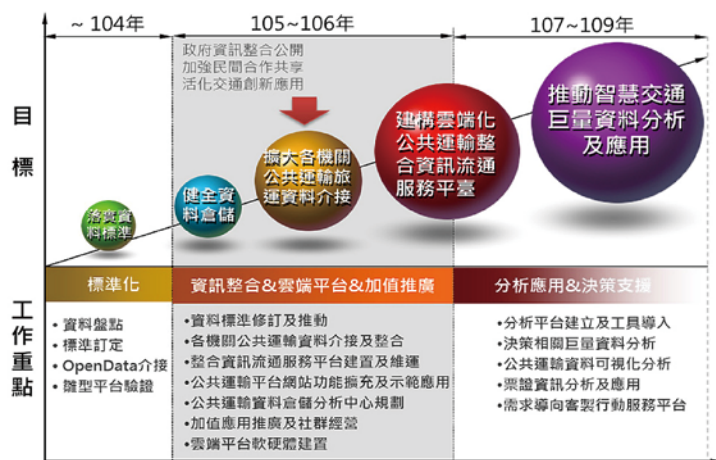 ~ 104年
105~106年
107~109年
政府資訊整合公開
加強民間合作共享
活化交通創新應用
目標
落實資
料標準
健全資
料倉儲
擴大各機關
公共運輸旅
運資料介接
建構雲端化
公共運輸整
合資訊流通
服務平臺
推動智慧交通
巨量資料分析
及應用
工作重點
標準化
資訊整合&雲端平台&加值推廣
分析應用&決策支援
•資料盤點
•標準訂定
•OpenData介接
•雛型平台驗證
•資料標準修訂及推動
•各機關公共運輸資料介接及整合
•整合資訊流通服務平台建置及維運
•公共運輸平台網站功能擴充及示範應用
•公共運輸資料倉儲分析中心規劃
•加值應用推廣及社群經營
•雲端平台軟硬體建置
•分析平台建立及工具導入
•決策相關巨量資料分析
•公共運輸資料可視化分析
•票證資訊分析及應用
•需求導向客製行動服務平台